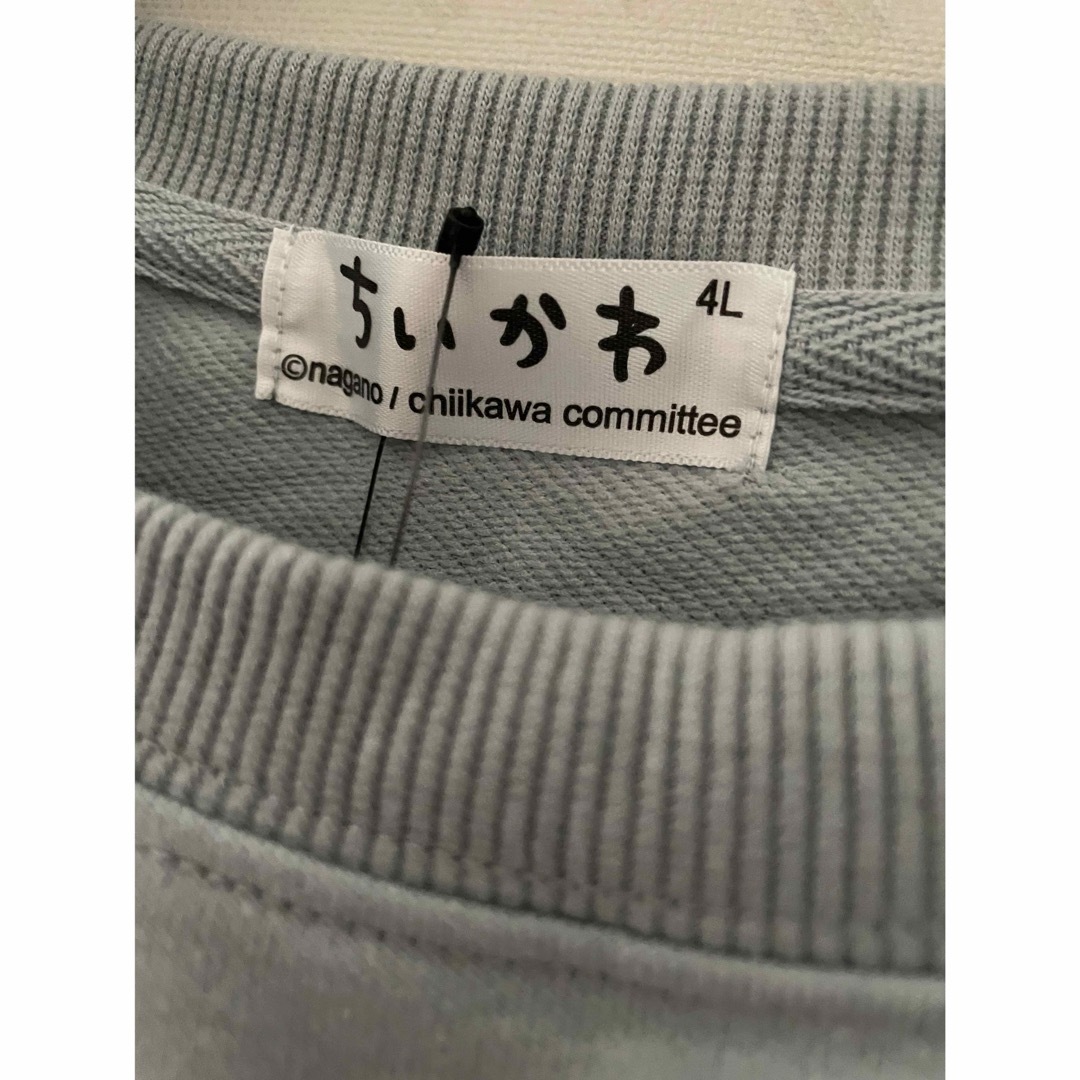 ちいかわ 4L
©nagano / chiikawa committee